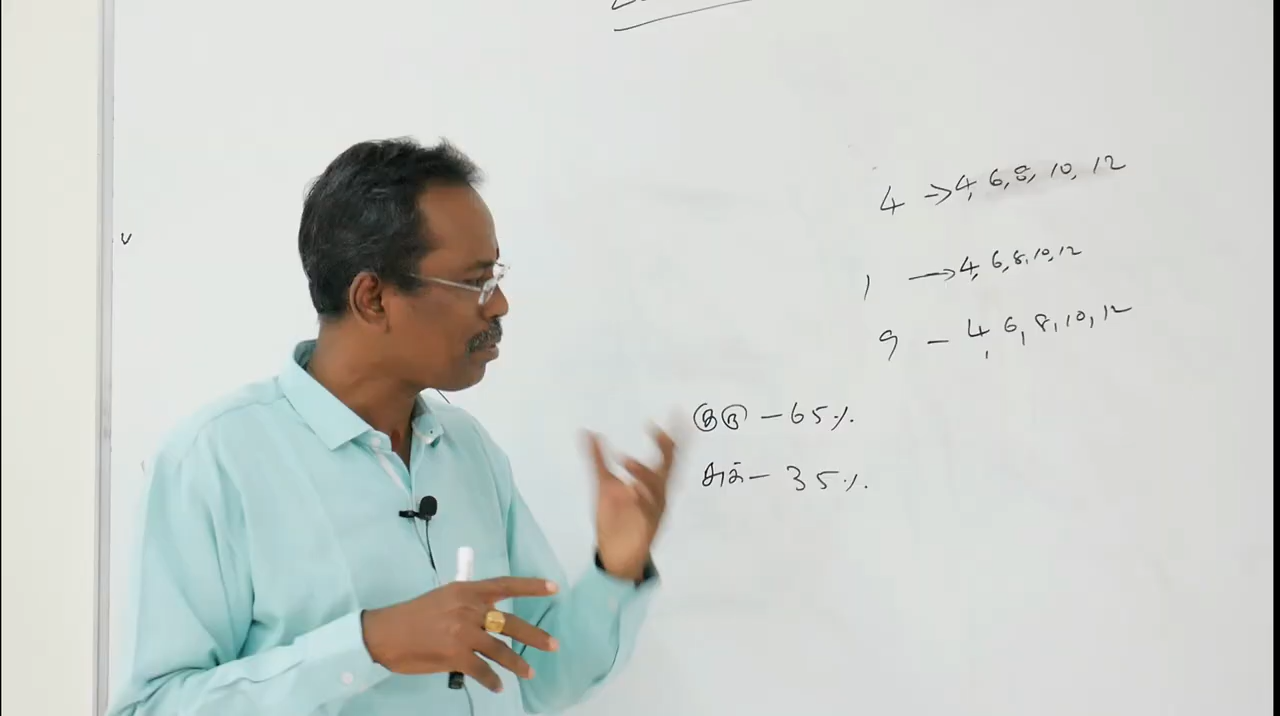 4 → 4, 6, 8, 10, 12
1 → 4, 6, 8, 10, 12
9 – 4, 6, 8, 10, 12
குரு – 65%
சுக் – 35%